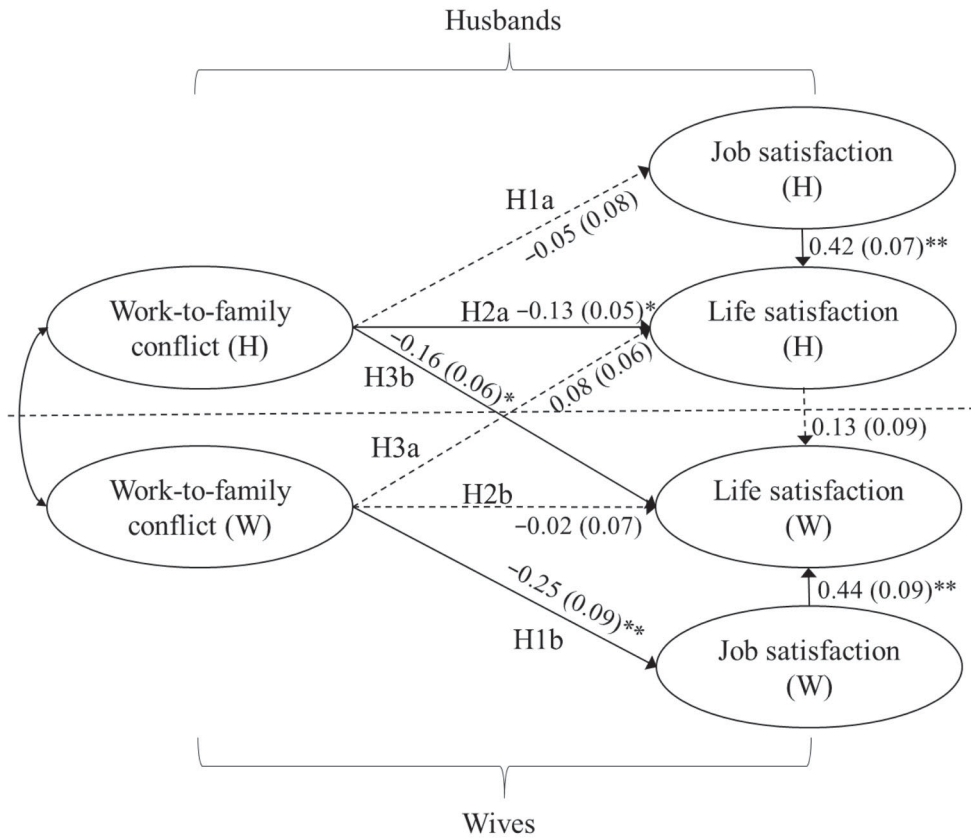 Husbands
Job satisfaction
(H)
H1a
−0.05 (0.08)
0.42 (0.07)**
Work-to-family
conflict (H)
H2a
−0.13 (0.05)*
Life satisfaction
(H)
−0.16 (0.06)*
H3b
0.08 (0.06)
0.13 (0.09)
H3a
Work-to-family
conflict (W)
H2b
−0.02 (0.07)
Life satisfaction
(W)
−0.25 (0.09)**
H1b
0.44 (0.09)**
Job satisfaction
(W)
Wives